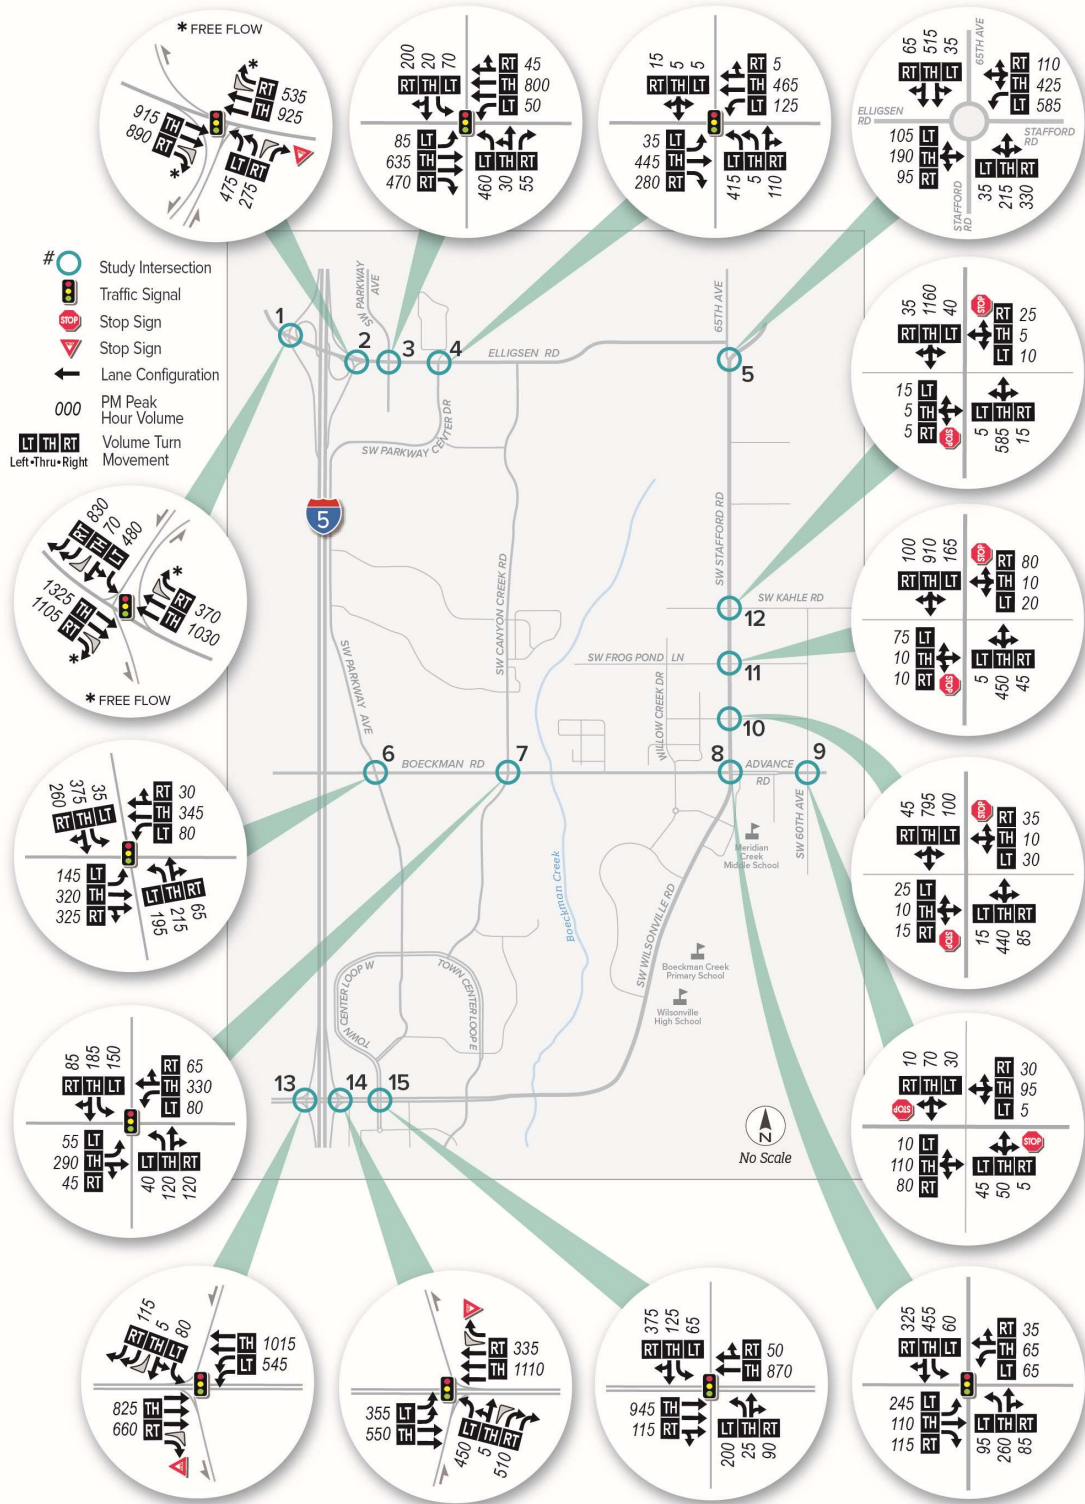 * FREE FLOW
*
RT 535
TH 925
915 TH
890 RT
*
475 275
LT RT
200 20 70
RT TH LT
RT 45
TH 800
LT 50
85 LT
635 TH
470 RT
LT TH RT
460 30 55
15 5 5
RT TH LT
RT 5
TH 465
LT 125
35 LT
445 TH
280 RT
LT TH RT
415 5 110
65 515 35
RT TH LT
65TH AVE
RT 110
TH 425
LT 585
ELLIGSEN
RD
STAFFORD
RD
105 LT
190 TH
95 RT
LT TH RT
35 215 330
STAFFORD
RD
# Study Intersection
Traffic Signal
STOP Stop Sign
Stop Sign
Lane Configuration
000 PM Peak
Hour Volume
LT TH RT Volume Turn
Left•Thru•Right Movement
1
2
3
4
5
6
7
8
9
10
11
12
13
14
15
SW PARKWAY
AVE
ELLIGSEN RD
65TH AVE
SW PARKWAY
CENTER DR
5
SW CANYON CREEK RD
SW STAFFORD RD
SW KAHLE RD
SW FROG POND LN
WILLOW CREEK DR
SW PARKWAY AVE
BOECKMAN RD
ADVANCE
RD
SW 60TH AVE
Meridian
Creek
Middle School
Boeckman Creek
SW WILSONVILLE RD
Boeckman Creek
Primary School
Wilsonville
High School
TOWN CENTER LOOP W
TOWN CENTER LOOP E
N
No Scale
35 1160 40
RT TH LT
STOP
RT 25
TH 5
LT 10
15 LT
5 TH
5 RT
STOP
LT TH RT
5 585 15
100 910 165
RT TH LT
STOP
RT 80
TH 10
LT 20
75 LT
10 TH
10 RT
STOP
LT TH RT
5 450 45
45 795 100
RT TH LT
STOP
RT 35
TH 10
LT 30
25 LT
10 TH
15 RT
STOP
LT TH RT
15 440 85
10 70 30
RT TH LT
STOP
RT 30
TH 95
LT 5
10 LT
110 TH
80 RT
STOP
LT TH RT
45 50 5
325 455 60
RT TH LT
RT 35
TH 65
LT 65
245 LT
110 TH
115 RT
LT TH RT
95 260 85
830 70 480
RT TH LT
*
RT 370
TH 1030
1325 TH
1105 RT
*
* FREE FLOW
260 375 35
RT TH LT
RT 30
TH 345
LT 80
145 LT
320 TH
325 RT
LT TH RT
195 215 65
85 185 150
RT TH LT
RT 65
TH 330
LT 80
55 LT
290 TH
45 RT
LT TH RT
40 120 120
115 5 80
RT TH LT
TH 1015
LT 545
825 TH
660 RT
RT 335
TH 1110
355 LT
550 TH
LT TH RT
450 5 510
375 125 65
RT TH LT
RT 50
TH 870
945 TH
115 RT
LT TH RT
200 25 90